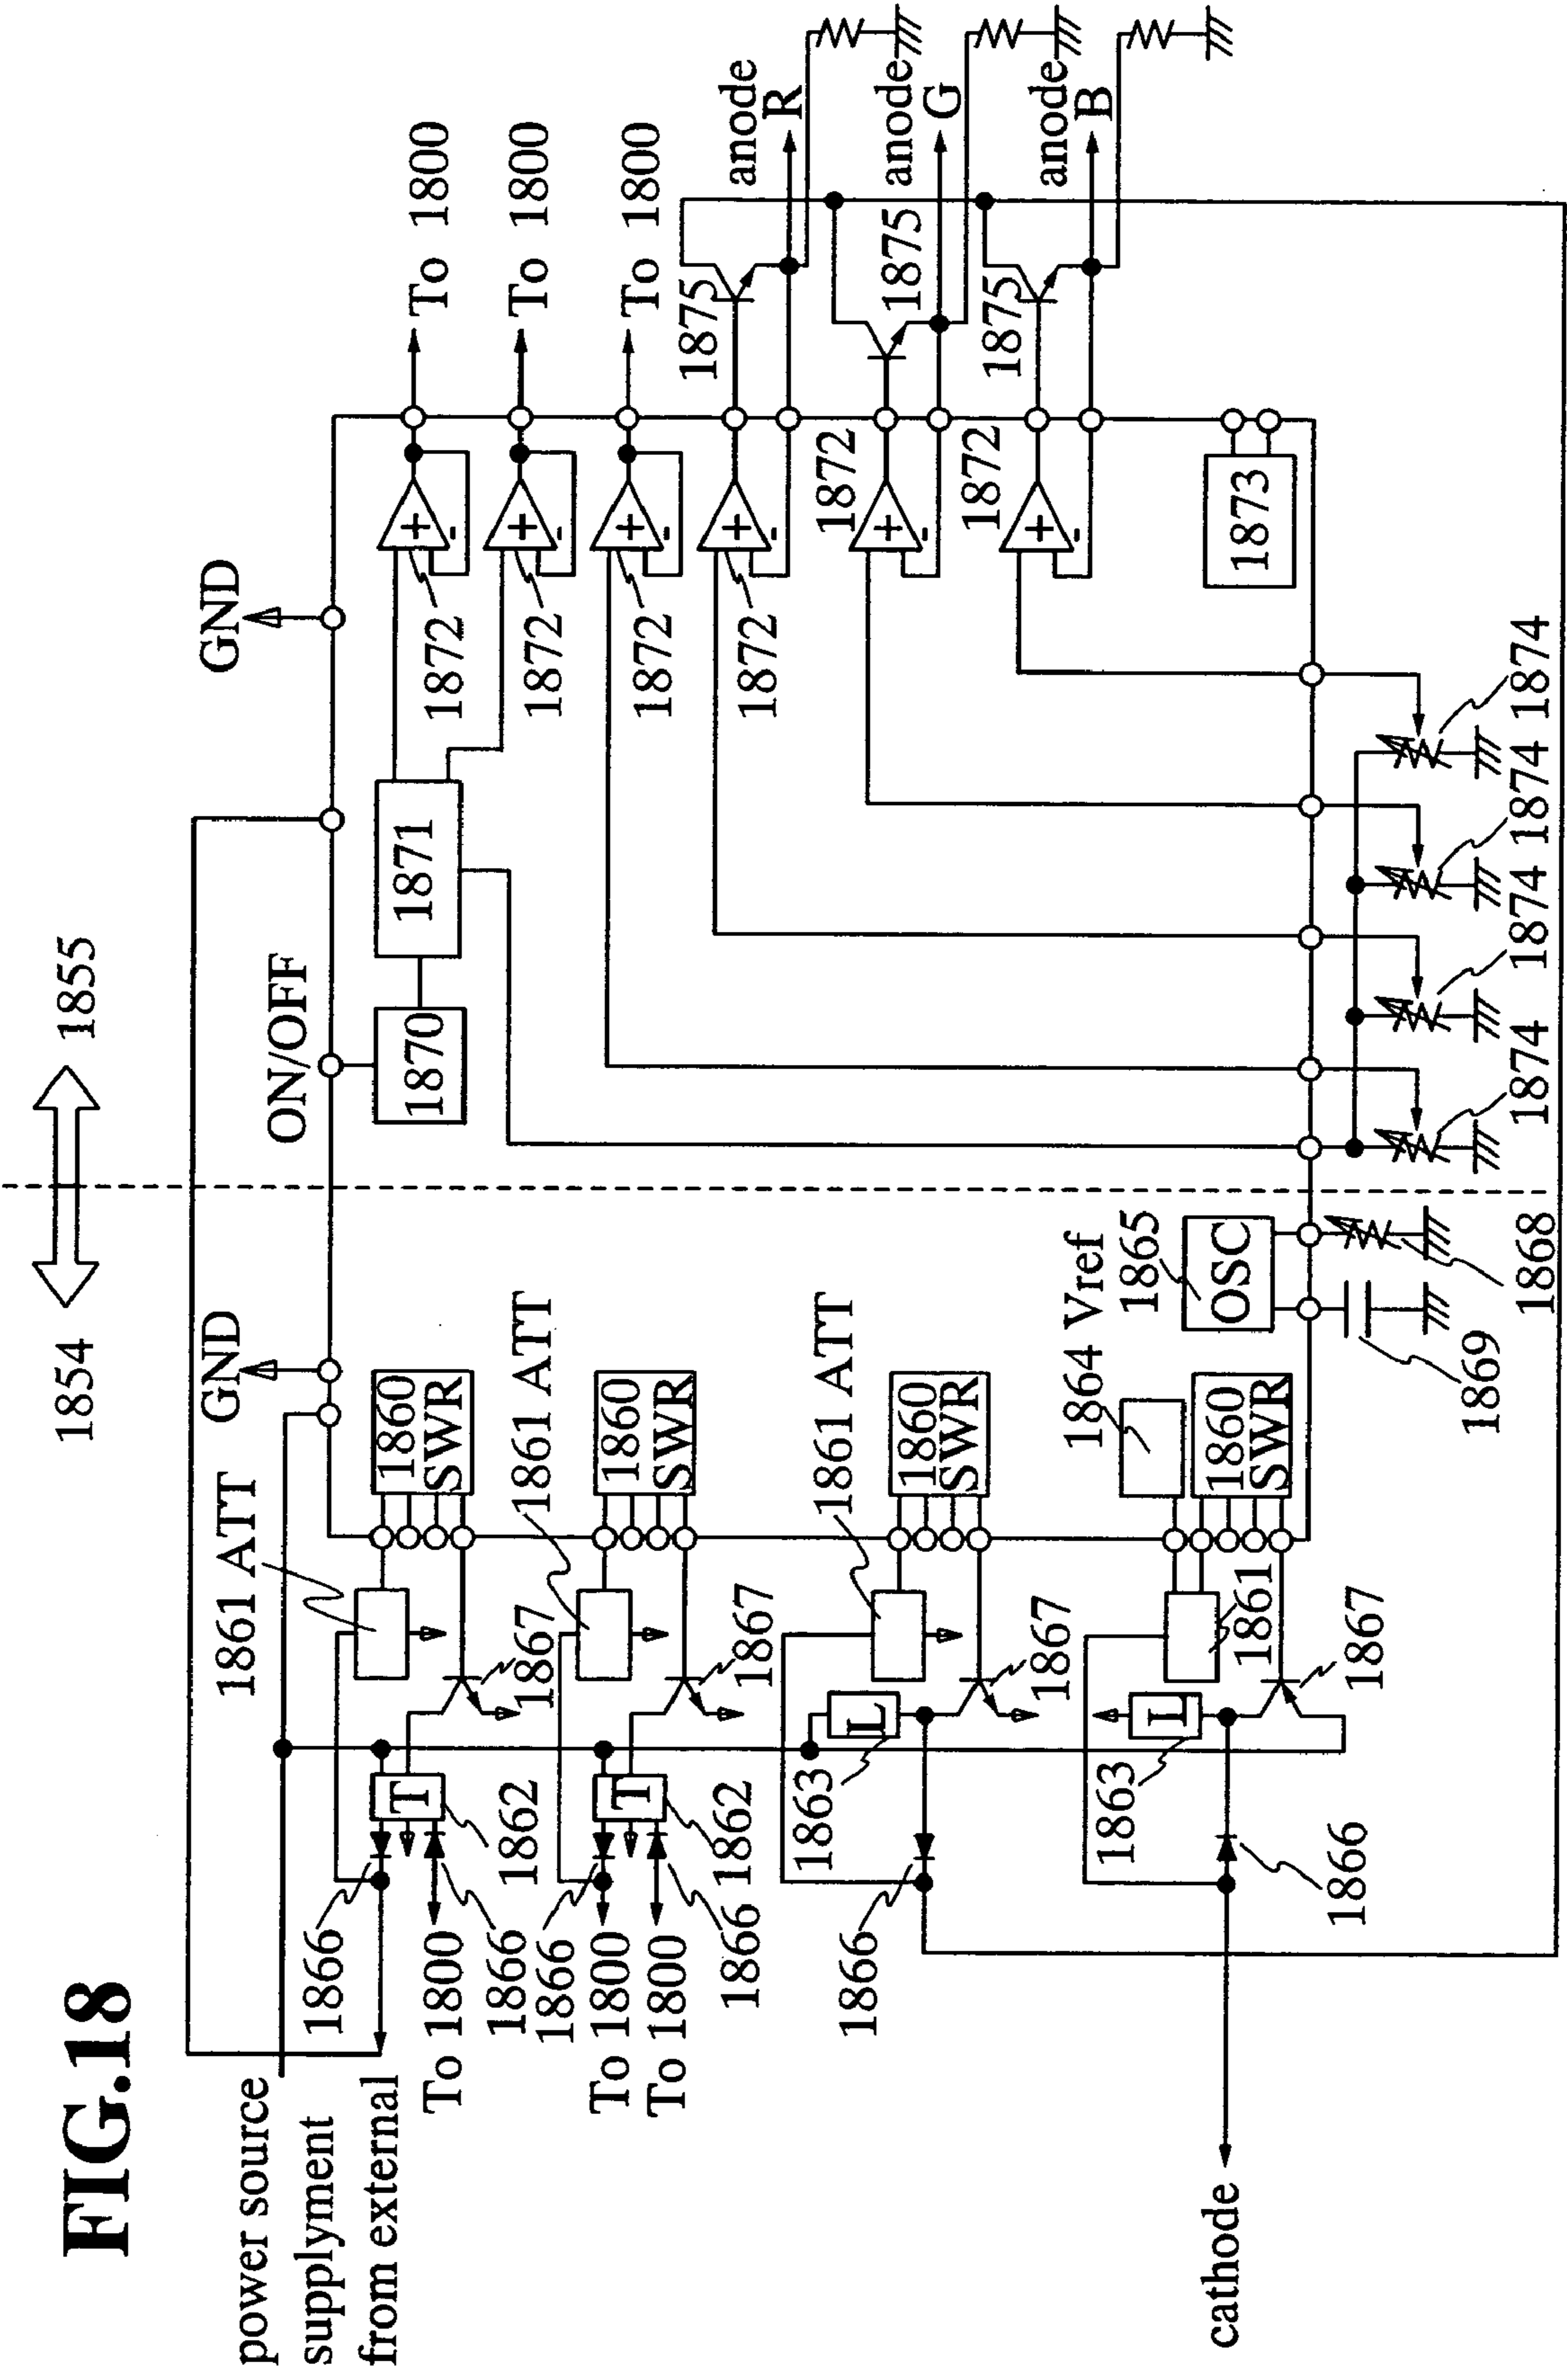 FIG.18
1854
1855
power source
supplyment
from external
GND
ON/OFF
GND
1861 ATT
1860
SWR
1870
1871
1872
+
-
To 1800
1866
T
1862
1867
To 1800
1866
1861 ATT
1860
SWR
1872
+
-
To 1800
1866
T
1862
1867
To 1800
To 1800
1866
1872
+
-
To 1800
1861 ATT
1860
SWR
L
1863
1867
1866
1872
+
-
1875
anode
R
1872
+
-
1875
anode
G
1872
+
-
1875
anode
B
1864 Vref
1860
SWR
1861
L
1863
1867
1866
cathode
1865
OSC
1873
1869
1868
1874
1874
1874
1874